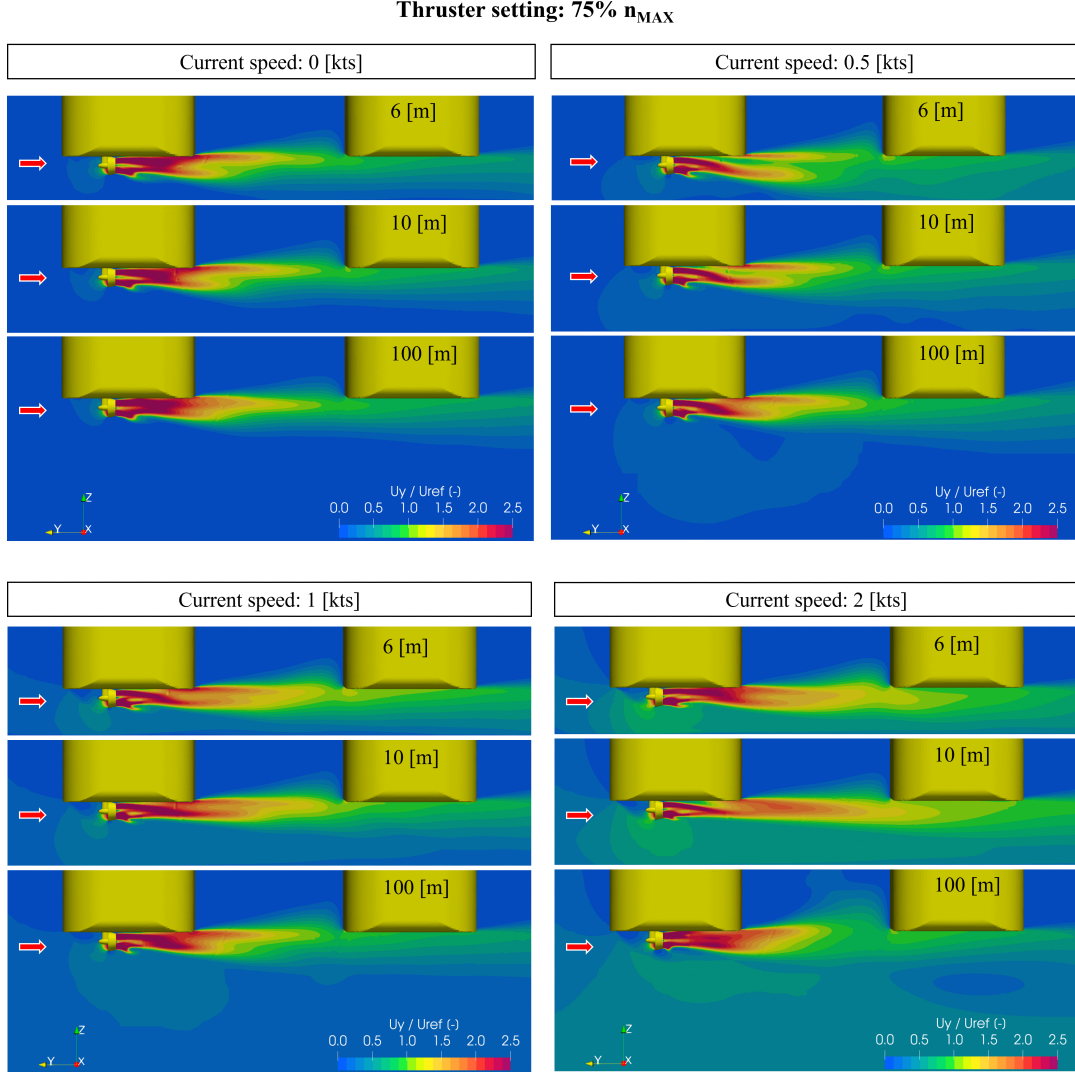 Thruster setting: 75% nMAX
Current speed: 0 [kts]
6 [m]
10 [m]
100 [m]
Uy / Uref [-]
0.0 0.5 1.0 1.5 2.0 2.5
Z
Y
X
Current speed: 0.5 [kts]
6 [m]
10 [m]
100 [m]
Uy / Uref [-]
0.0 0.5 1.0 1.5 2.0 2.5
Z
Y
X
Current speed: 1 [kts]
6 [m]
10 [m]
100 [m]
Uy / Uref [-]
0.0 0.5 1.0 1.5 2.0 2.5
Z
Y
X
Current speed: 2 [kts]
6 [m]
10 [m]
100 [m]
Uy / Uref [-]
0.0 0.5 1.0 1.5 2.0 2.5
Z
Y
X